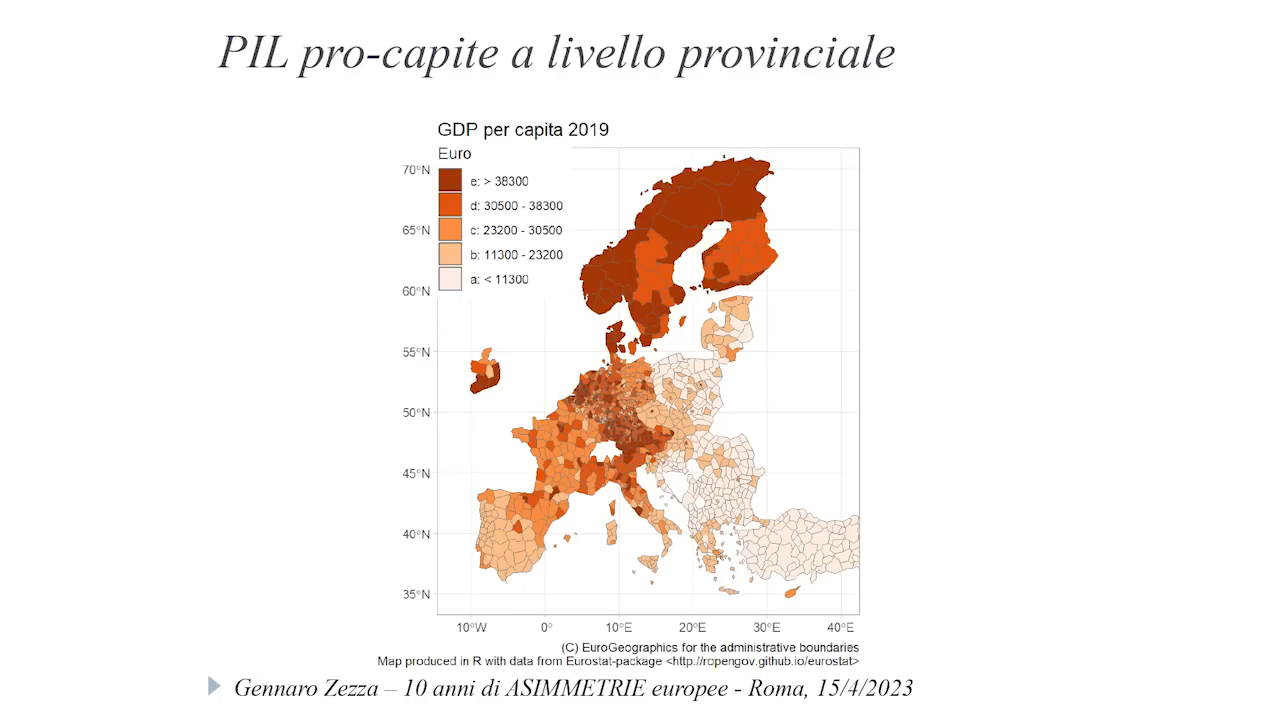 PIL pro-capite a livello provinciale
GDP per capita 2019
Euro
e: > 38300
d: 30500 - 38300
c: 23200 - 30500
b: 11300 - 23200
a: < 11300
70°N
65°N
60°N
55°N
50°N
45°N
40°N
35°N
10°W 0° 10°E 20°E 30°E 40°E
(C) EuroGeographics for the administrative boundaries
Map produced in R with data from Eurostat-package <http://ropengov.github.io/eurostat>
Gennaro Zezza – 10 anni di ASIMMETRIE europee - Roma, 15/4/2023